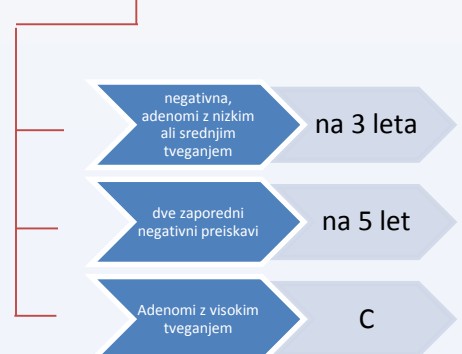 negativna,
adenomi z nizkim
ali srednjim
tveganjem
na 3 leta
dve zaporedni
negativni preiskavi
na 5 let
Adenomi z visokim
tveganjem
C